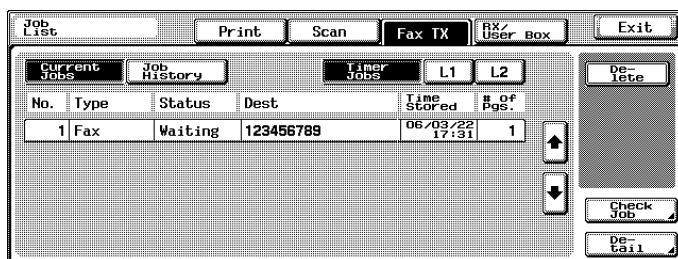 Job List
Print
Scan
Fax TX
RX/ User Box
Exit
Current Jobs
Job History
Timer Jobs
L1
L2
De- lete
No.
Type
Status
Dest
Time Stored
# of Pgs.
1
Fax
Waiting
123456789
06/03/22 17:31
1
Check Job
De- tail